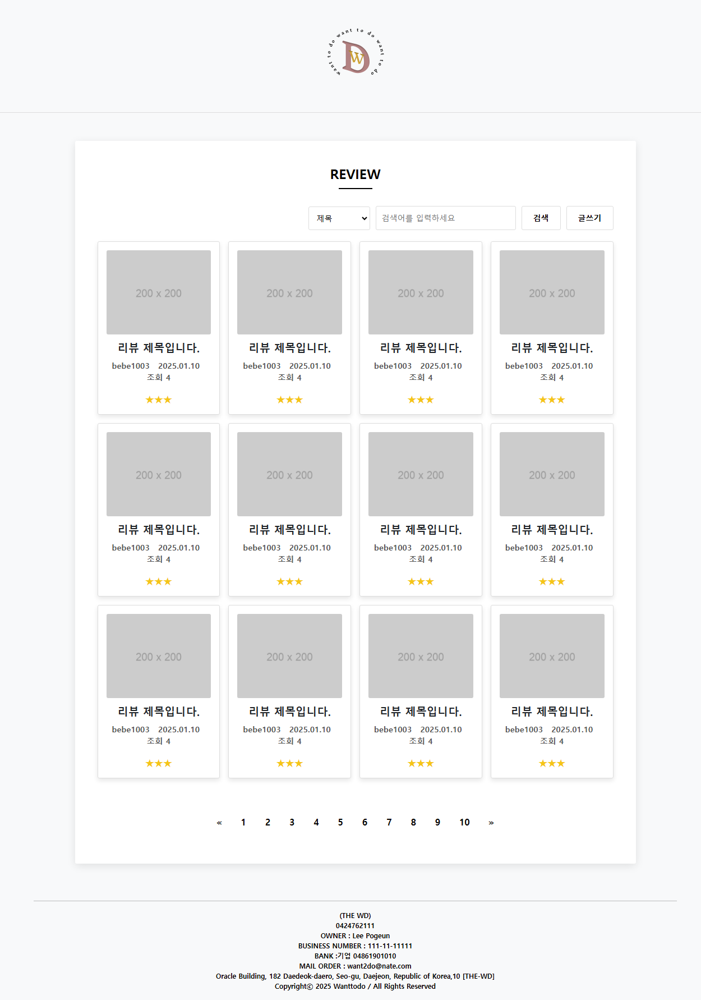 want to do want to do want to do
D
W
REVIEW
제목 검색어를 입력하세요 검색 글쓰기
200 x 200 200 x 200 200 x 200 200 x 200
리뷰 제목입니다. 리뷰 제목입니다. 리뷰 제목입니다. 리뷰 제목입니다.
bebe1003 2025.01.10 bebe1003 2025.01.10 bebe1003 2025.01.10 bebe1003 2025.01.10
조회 4 조회 4 조회 4 조회 4
★★★ ★★★ ★★★ ★★★
200 x 200 200 x 200 200 x 200 200 x 200
리뷰 제목입니다. 리뷰 제목입니다. 리뷰 제목입니다. 리뷰 제목입니다.
bebe1003 2025.01.10 bebe1003 2025.01.10 bebe1003 2025.01.10 bebe1003 2025.01.10
조회 4 조회 4 조회 4 조회 4
★★★ ★★★ ★★★ ★★★
200 x 200 200 x 200 200 x 200 200 x 200
리뷰 제목입니다. 리뷰 제목입니다. 리뷰 제목입니다. 리뷰 제목입니다.
bebe1003 2025.01.10 bebe1003 2025.01.10 bebe1003 2025.01.10 bebe1003 2025.01.10
조회 4 조회 4 조회 4 조회 4
★★★ ★★★ ★★★ ★★★
« 1 2 3 4 5 6 7 8 9 10 »
(THE WD)
0424762111
OWNER : Lee Pogeun
BUSINESS NUMBER : 111-11-11111
BANK :기업 04861901010
MAIL ORDER : want2do@nate.com
Oracle Building, 182 Daedeok-daero, Seo-gu, Daejeon, Republic of Korea,10 [THE-WD]
Copyright© 2025 Wanttodo / All Rights Reserved